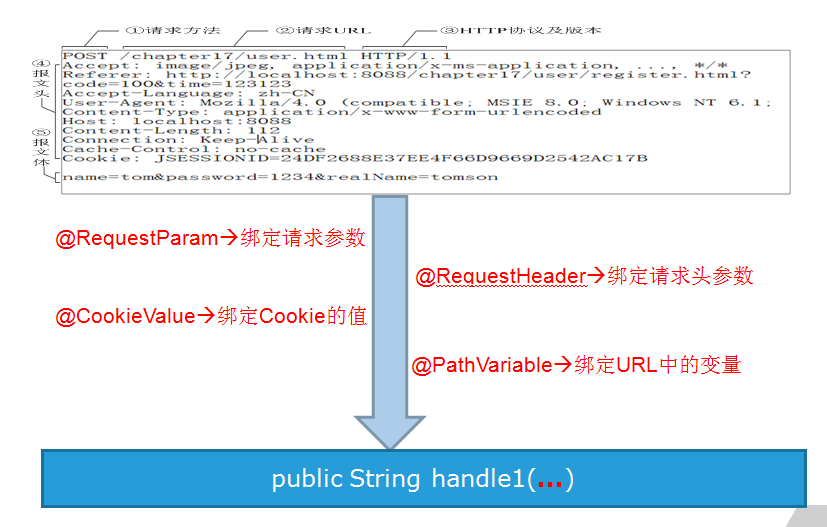 ①请求方法 ②请求URL ③HTTP协议及版本
④报文头
⑤报文体
POST /chapter17/user.html HTTP/1.1
Accept: image/jpeg, application/x-ms-application, ..., */*
Referer: http://localhost:8088/chapter17/user/register.html?
code=100&time=123123
Accept-Language: zh-CN
User-Agent: Mozilla/4.0 (compatible; MSIE 8.0; Windows NT 6.1;
Content-Type: application/x-www-form-urlencoded
Host: localhost:8088
Content-Length: 112
Connection: Keep-Alive
Cache-Control: no-cache
Cookie: JSESSIONID=24DF2688E37EE4F66D9669D2542AC17B
name=tom&password=1234&realName=tomson
@RequestParam→绑定请求参数
@RequestHeader→绑定请求头参数
@CookieValue→绑定Cookie的值
@PathVariable→绑定URL中的变量
public String handle1(...)